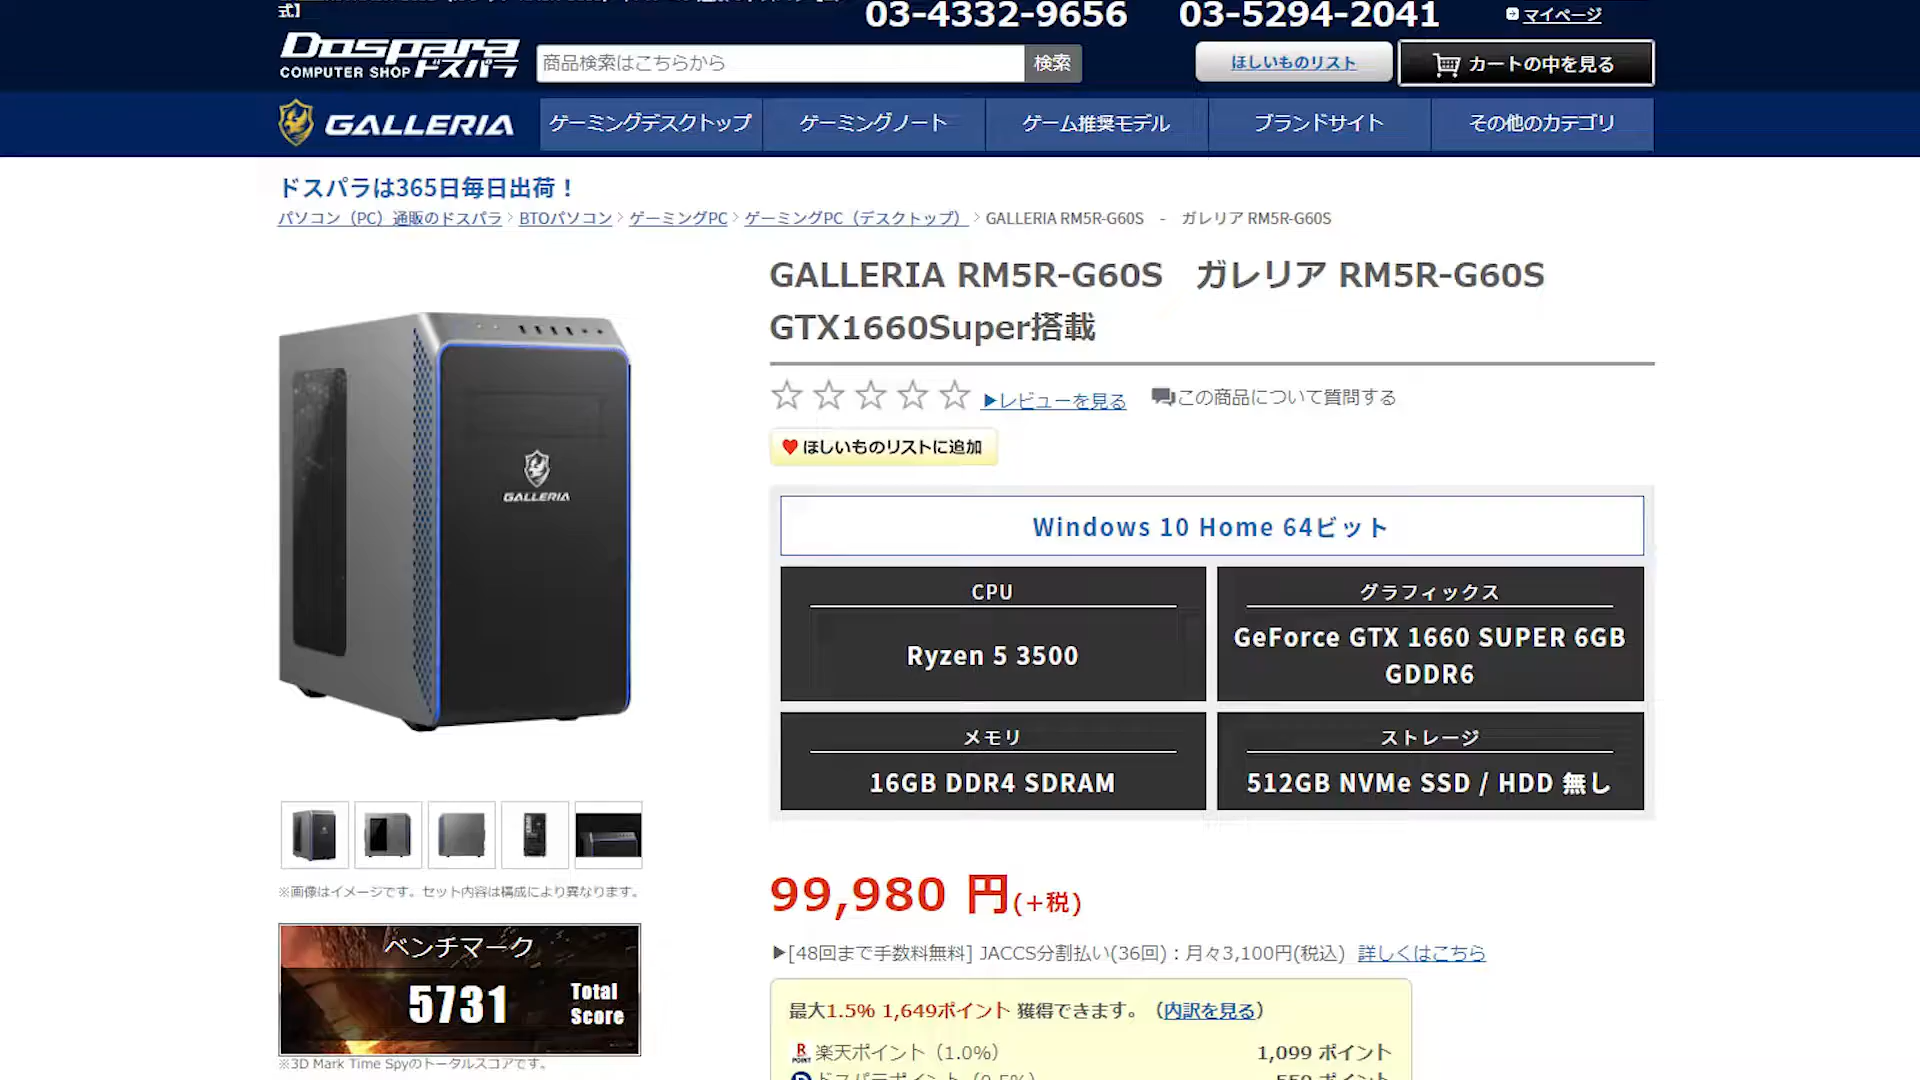 式】
03-4332-9656 03-5294-2041 マイページ
Dospara
COMPUTER SHOP ドスパラ
商品検索はこちらから 検索 ほしいものリスト カートの中を見る
GALLERIA ゲーミングデスクトップ ゲーミングノート ゲーム推奨モデル ブランドサイト その他のカテゴリ
ドスパラは365日毎日出荷！
パソコン（PC）通販のドスパラ > BTOパソコン > ゲーミングPC > ゲーミングPC（デスクトップ） > GALLERIA RM5R-G60S - ガレリア RM5R-G60S
GALLERIA RM5R-G60S ガレリア RM5R-G60S
GTX1660Super搭載
▶レビューを見る この商品について質問する
ほしいものリストに追加
GALLERIA
Windows 10 Home 64ビット
CPU
Ryzen 5 3500
グラフィックス
GeForce GTX 1660 SUPER 6GB
GDDR6
メモリ
16GB DDR4 SDRAM
ストレージ
512GB NVMe SSD / HDD 無し
※画像はイメージです。セット内容は構成により異なります。
99,980 円(+税)
▶[48回まで手数料無料] JACCS分割払い(36回)：月々3,100円(税込) 詳しくはこちら
ベンチマーク
5731 Total Score
※3D Mark Time Spyのトータルスコアです。
最大1.5% 1,649ポイント 獲得できます。（内訳を見る）
R POINT 楽天ポイント（1.0%） 1,099 ポイント
ドスパラポイント（0.5%） 550 ポイント